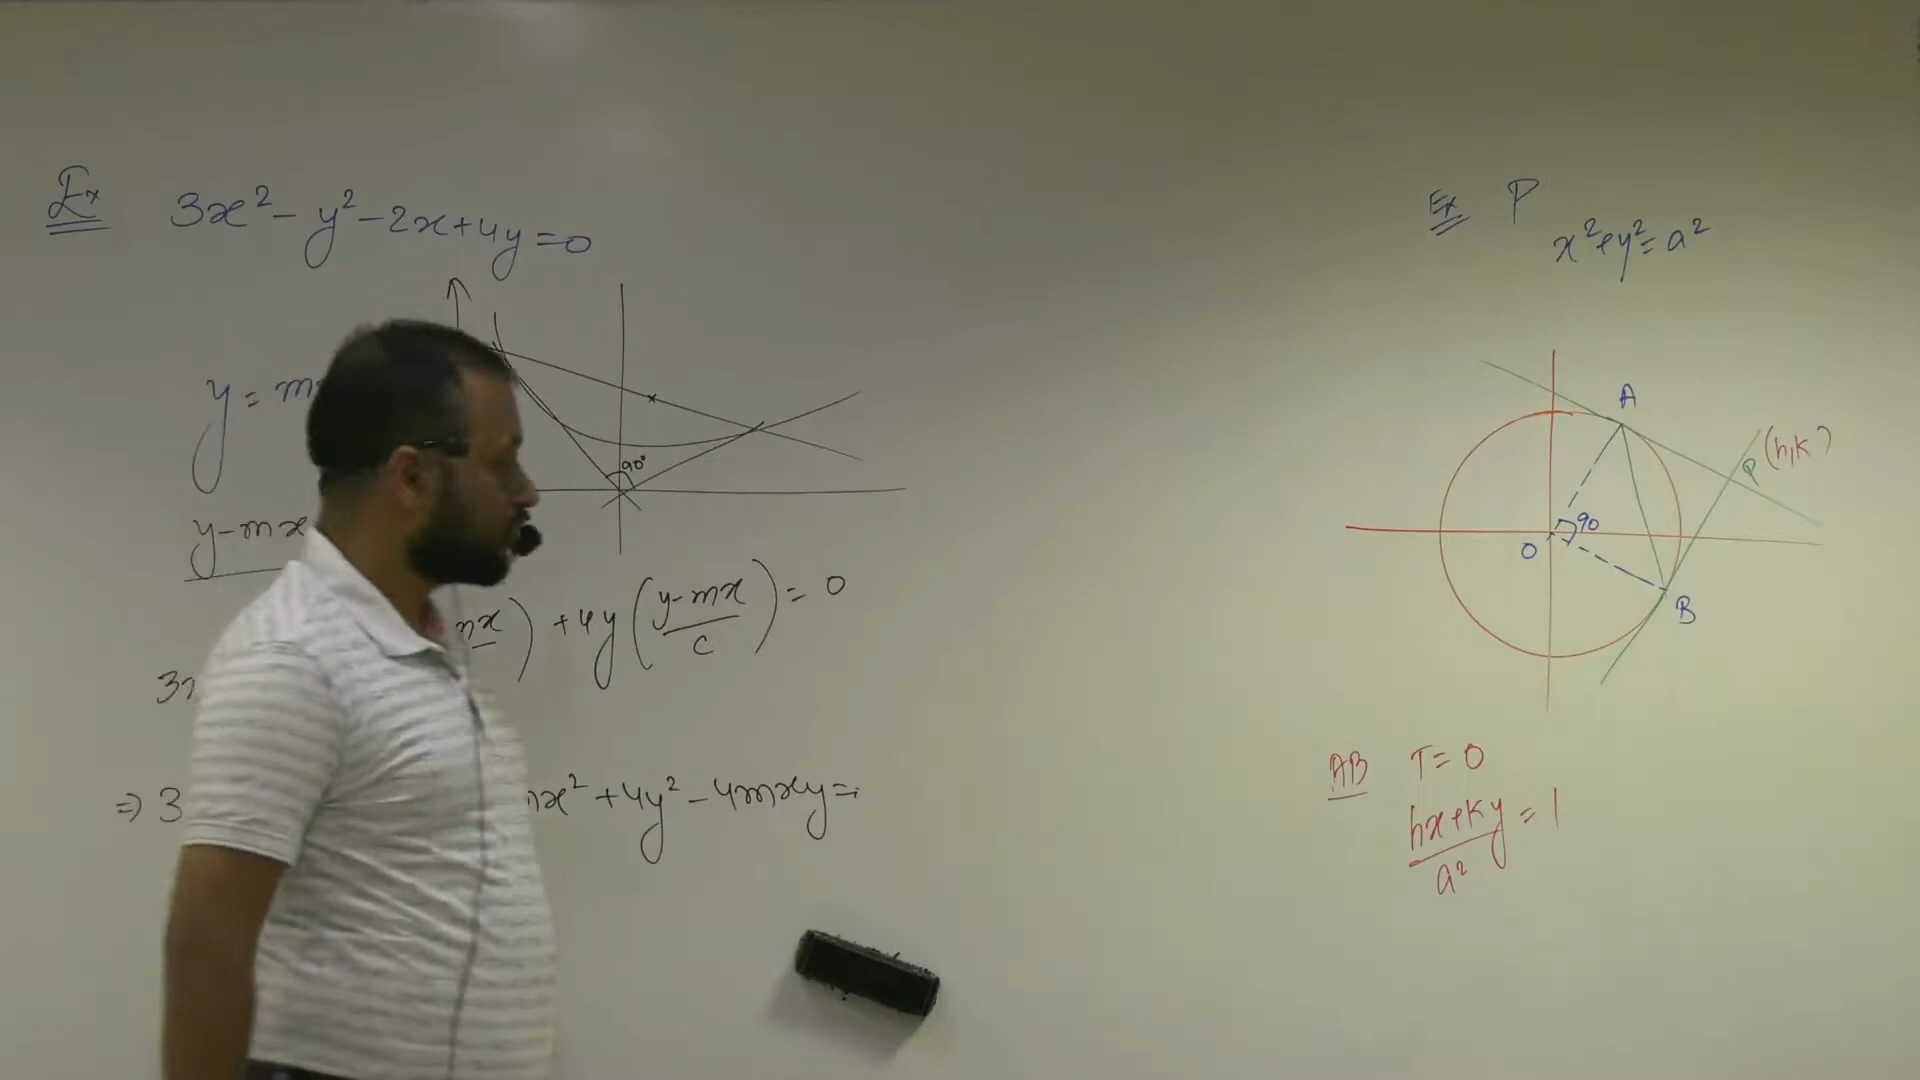 Ex 3x²-y²-2x+4y=0
y=m
90°
y-mx
+4y(y-mx/c)=0
3x
⇒3
x²+4y²-4mxy=
Ex P
x²+y²=a²
A
P (h,k)
90
O
B
AB T=0
hx+ky/a²=1